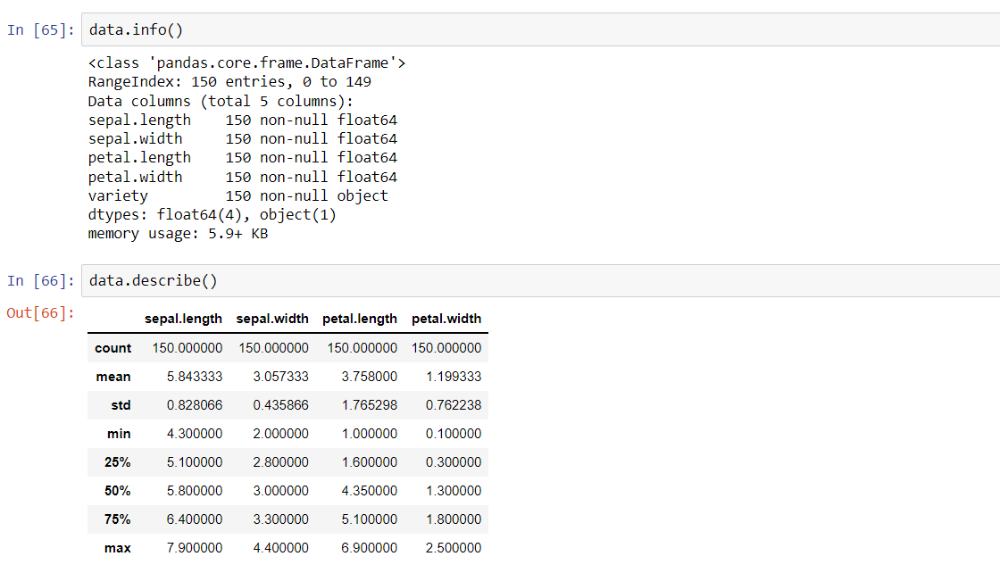 In [65]: data.info()
<class 'pandas.core.frame.DataFrame'>
RangeIndex: 150 entries, 0 to 149
Data columns (total 5 columns):
sepal.length    150 non-null float64
sepal.width     150 non-null float64
petal.length    150 non-null float64
petal.width     150 non-null float64
variety         150 non-null object
dtypes: float64(4), object(1)
memory usage: 5.9+ KB
In [66]: data.describe()
Out[66]:
sepal.length sepal.width petal.length petal.width
count 150.000000 150.000000 150.000000 150.000000
mean 5.843333 3.057333 3.758000 1.199333
std 0.828066 0.435866 1.765298 0.762238
min 4.300000 2.000000 1.000000 0.100000
25% 5.100000 2.800000 1.600000 0.300000
50% 5.800000 3.000000 4.350000 1.300000
75% 6.400000 3.300000 5.100000 1.800000
max 7.900000 4.400000 6.900000 2.500000